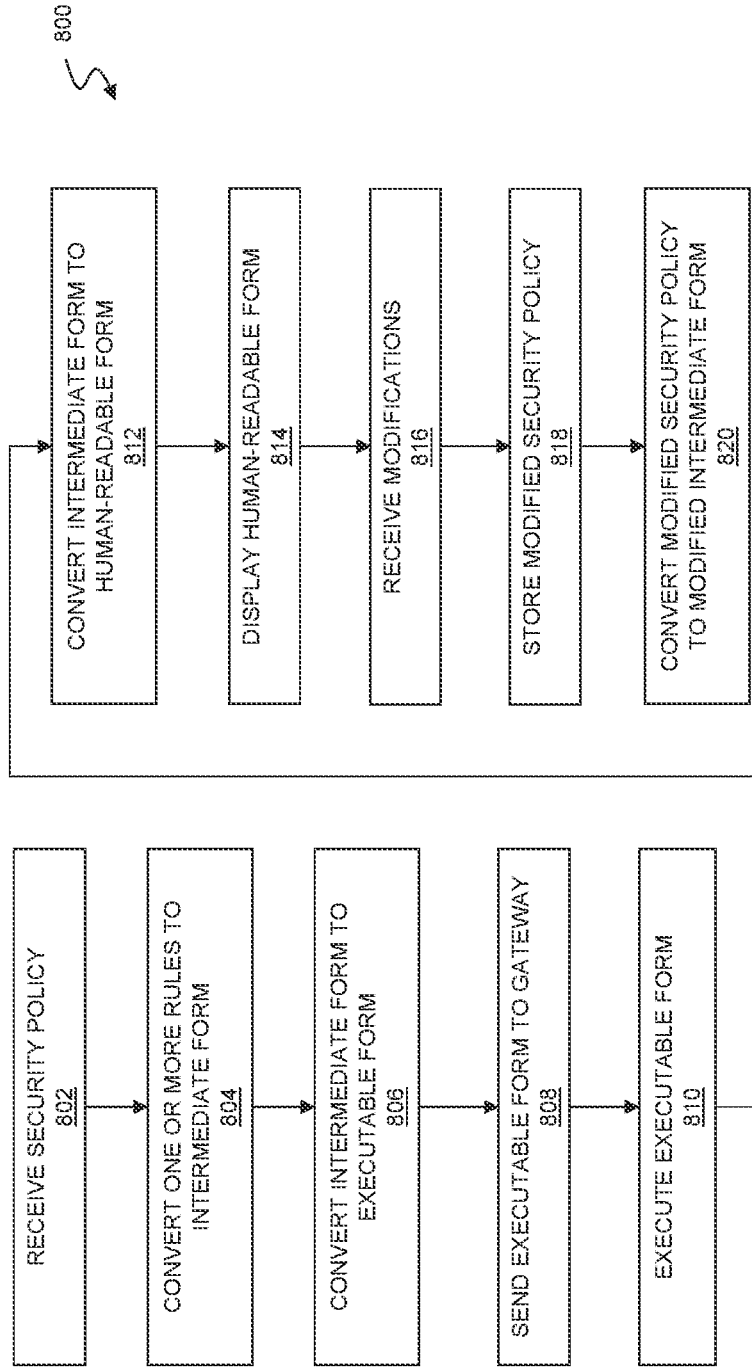 800
RECEIVE SECURITY POLICY
802
CONVERT ONE OR MORE RULES TO
INTERMEDIATE FORM
804
CONVERT INTERMEDIATE FORM TO
EXECUTABLE FORM
806
SEND EXECUTABLE FORM TO GATEWAY
808
EXECUTE EXECUTABLE FORM
810
CONVERT INTERMEDIATE FORM TO
HUMAN-READABLE FORM
812
DISPLAY HUMAN-READABLE FORM
814
RECEIVE MODIFICATIONS
816
STORE MODIFIED SECURITY POLICY
818
CONVERT MODIFIED SECURITY POLICY
TO MODIFIED INTERMEDIATE FORM
820